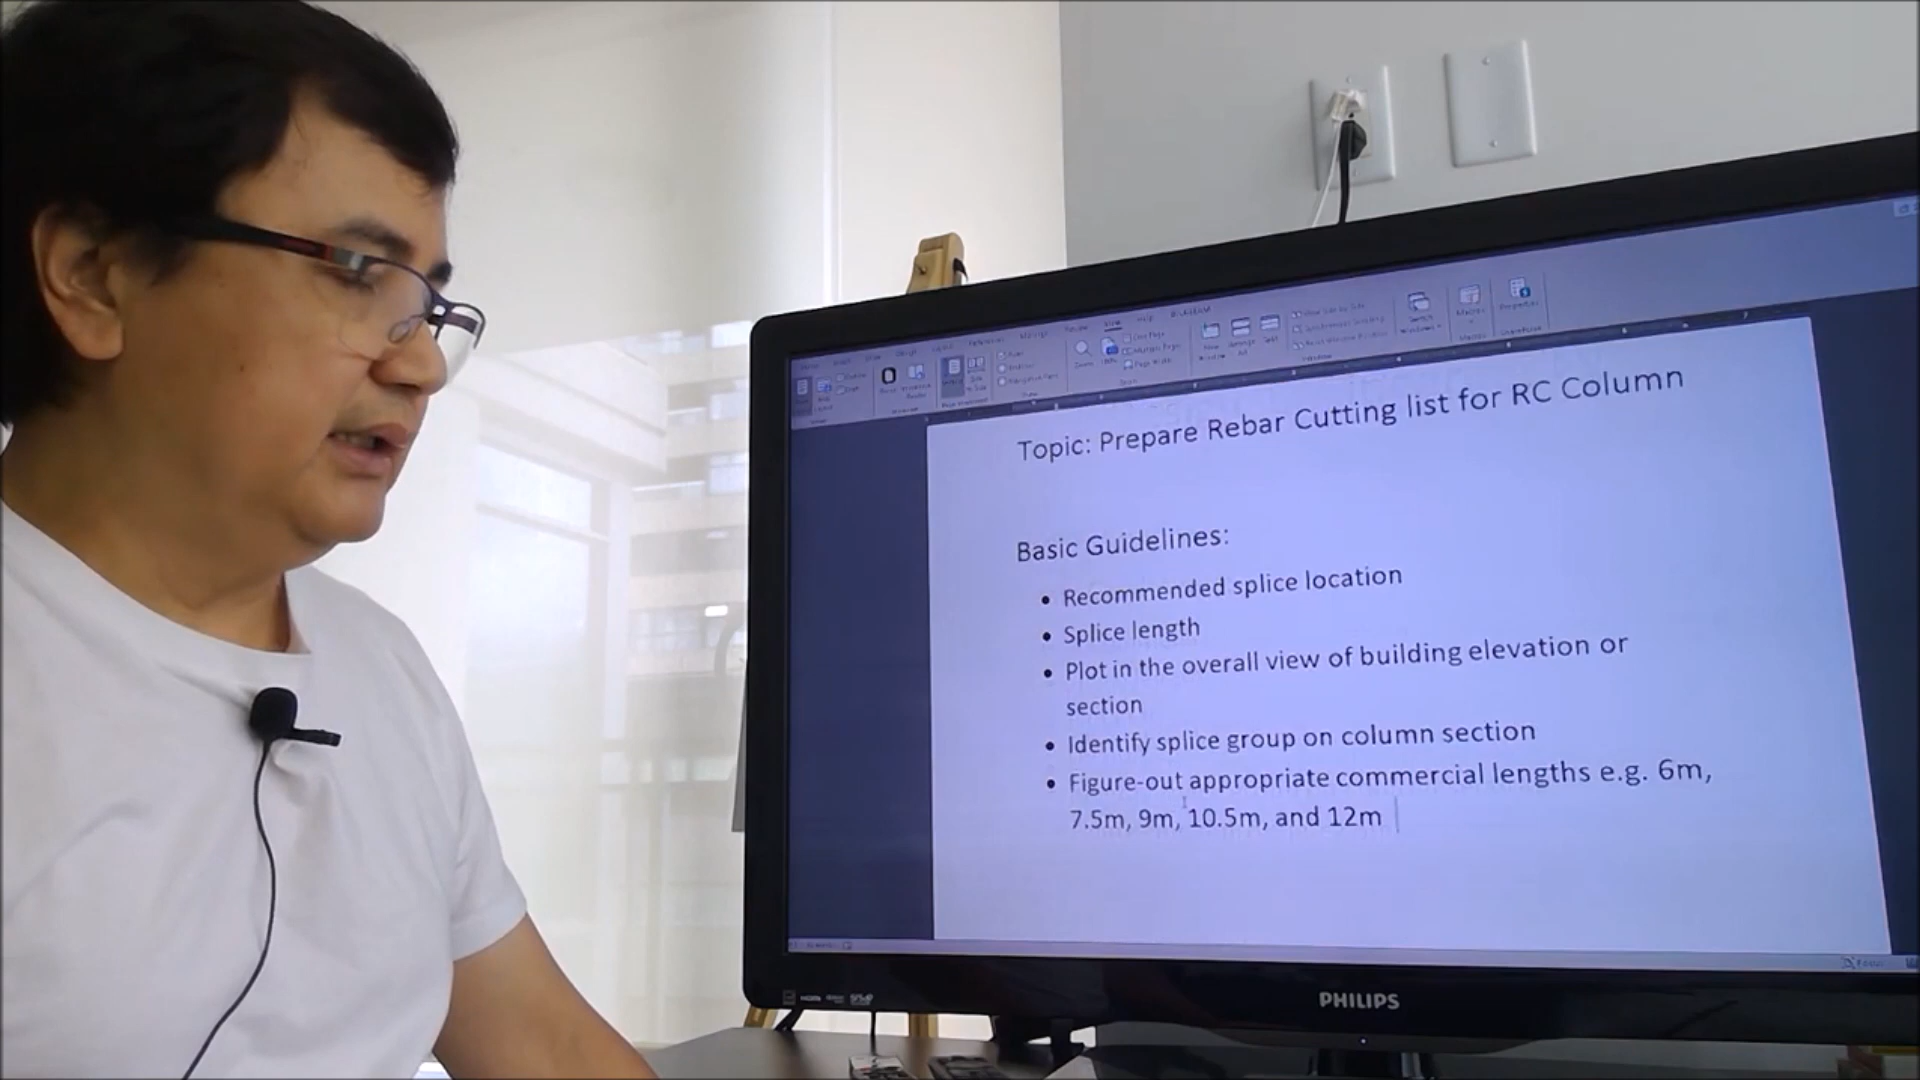 Topic: Prepare Rebar Cutting list for RC Column
Basic Guidelines:
• Recommended splice location
• Splice length
• Plot in the overall view of building elevation or
section
• Identify splice group on column section
• Figure-out appropriate commercial lengths e.g. 6m,
7.5m, 9m, 10.5m, and 12m
PHILIPS